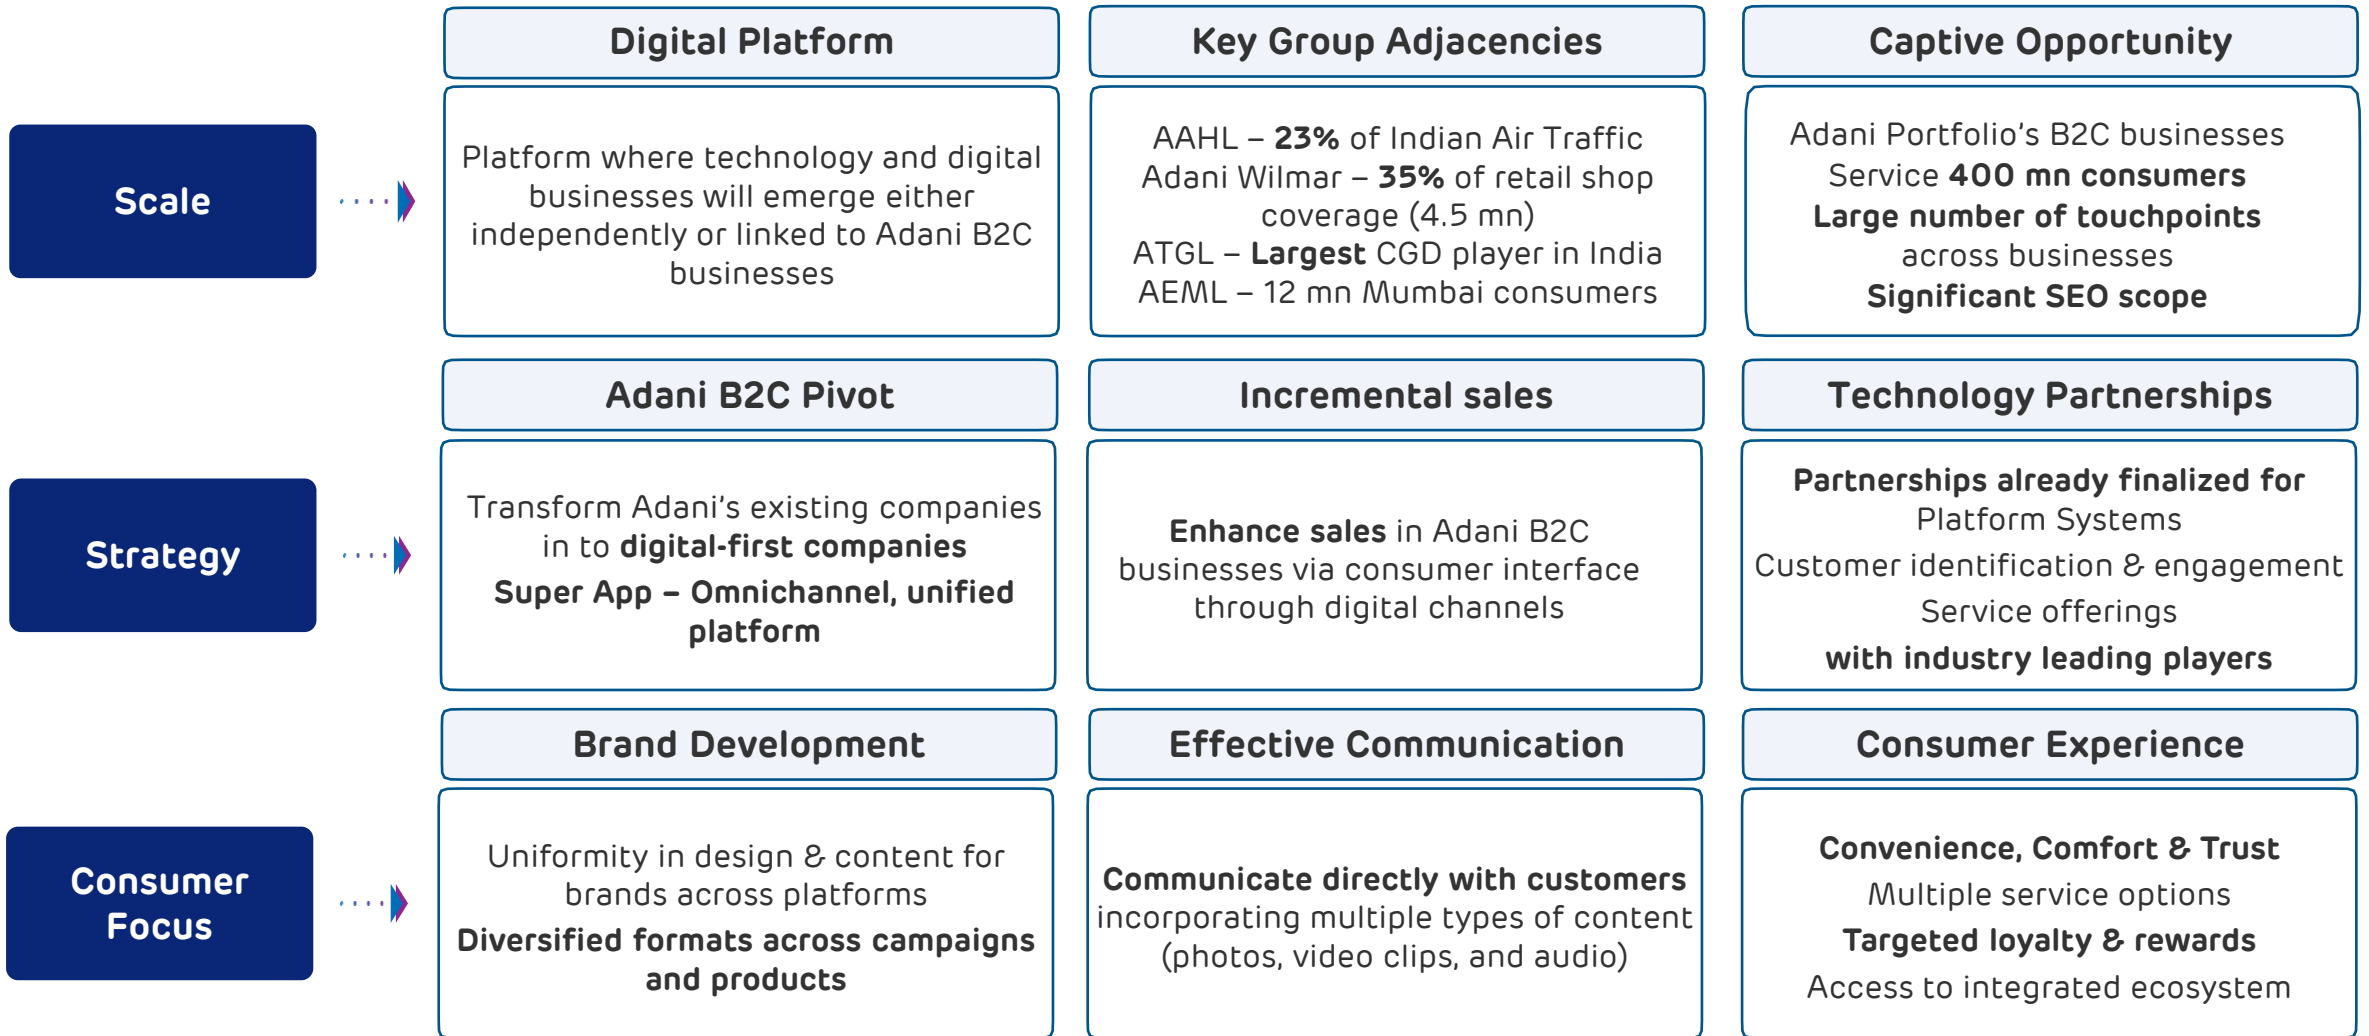 Digital Platform
Key Group Adjacencies
Captive Opportunity
Scale
Platform where technology and digital
businesses will emerge either
independently or linked to Adani B2C
businesses
AAHL – 23% of Indian Air Traffic
Adani Wilmar – 35% of retail shop
coverage (4.5 mn)
ATGL – Largest CGD player in India
AEML – 12 mn Mumbai consumers
Adani Portfolio's B2C businesses
Service 400 mn consumers
Large number of touchpoints
across businesses
Significant SEO scope
Adani B2C Pivot
Incremental sales
Technology Partnerships
Strategy
Transform Adani's existing companies
in to digital-first companies
Super App – Omnichannel, unified
platform
Enhance sales in Adani B2C
businesses via consumer interface
through digital channels
Partnerships already finalized for
Platform Systems
Customer identification & engagement
Service offerings
with industry leading players
Brand Development
Effective Communication
Consumer Experience
Consumer
Focus
Uniformity in design & content for
brands across platforms
Diversified formats across campaigns
and products
Communicate directly with customers
incorporating multiple types of content
(photos, video clips, and audio)
Convenience, Comfort & Trust
Multiple service options
Targeted loyalty & rewards
Access to integrated ecosystem